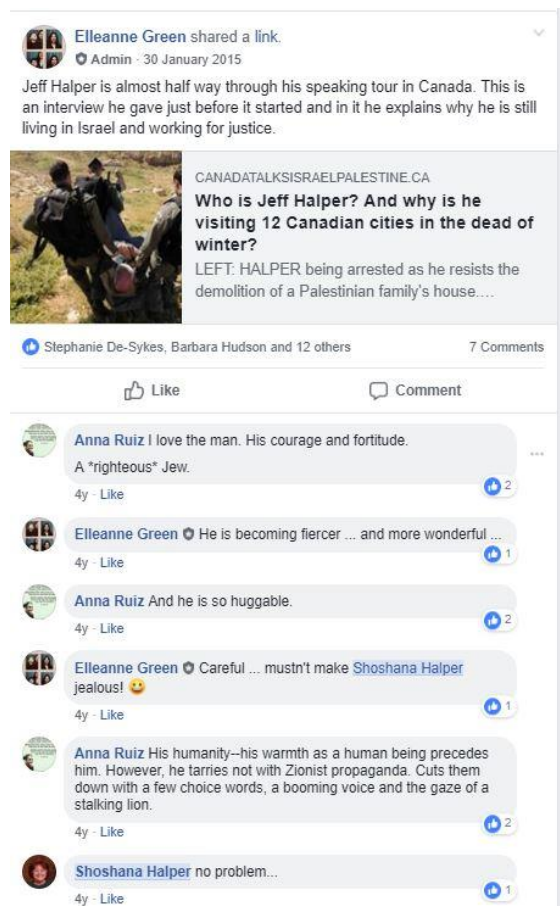 Elleanne Green shared a link.
Admin · 30 January 2015
Jeff Halper is almost half way through his speaking tour in Canada. This is
an interview he gave just before it started and in it he explains why he is still
living in Israel and working for justice.
CANADATALKSISRAELPALESTINE.CA
Who is Jeff Halper? And why is he
visiting 12 Canadian cities in the dead of
winter?
LEFT: HALPER being arrested as he resists the
demolition of a Palestinian family's house....
Stephanie De-Sykes, Barbara Hudson and 12 others 7 Comments
Like Comment
Anna Ruiz I love the man. His courage and fortitude.
A *righteous* Jew.
2
4y · Like
Elleanne Green He is becoming fiercer ... and more wonderful ...
1
4y · Like
Anna Ruiz And he is so huggable.
2
4y · Like
Elleanne Green Careful ... mustn't make Shoshana Halper
jealous! 😀
1
4y · Like
Anna Ruiz His humanity--his warmth as a human being precedes
him. However, he tarries not with Zionist propaganda. Cuts them
down with a few choice words, a booming voice and the gaze of a
stalking lion.
2
4y · Like
Shoshana Halper no problem...
1
4y · Like